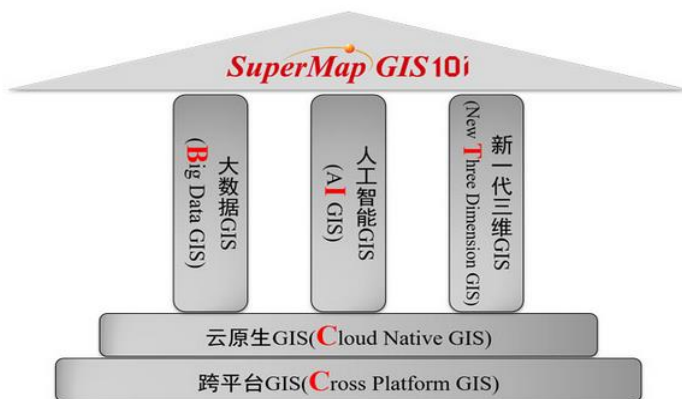 SuperMap GIS 10i
大数据GIS
(Big Data GIS)
人工智能GIS
(AI GIS)
新一代三维GIS
(New Three Dimension GIS)
云原生GIS(Cloud Native GIS)
跨平台GIS(Cross Platform GIS)